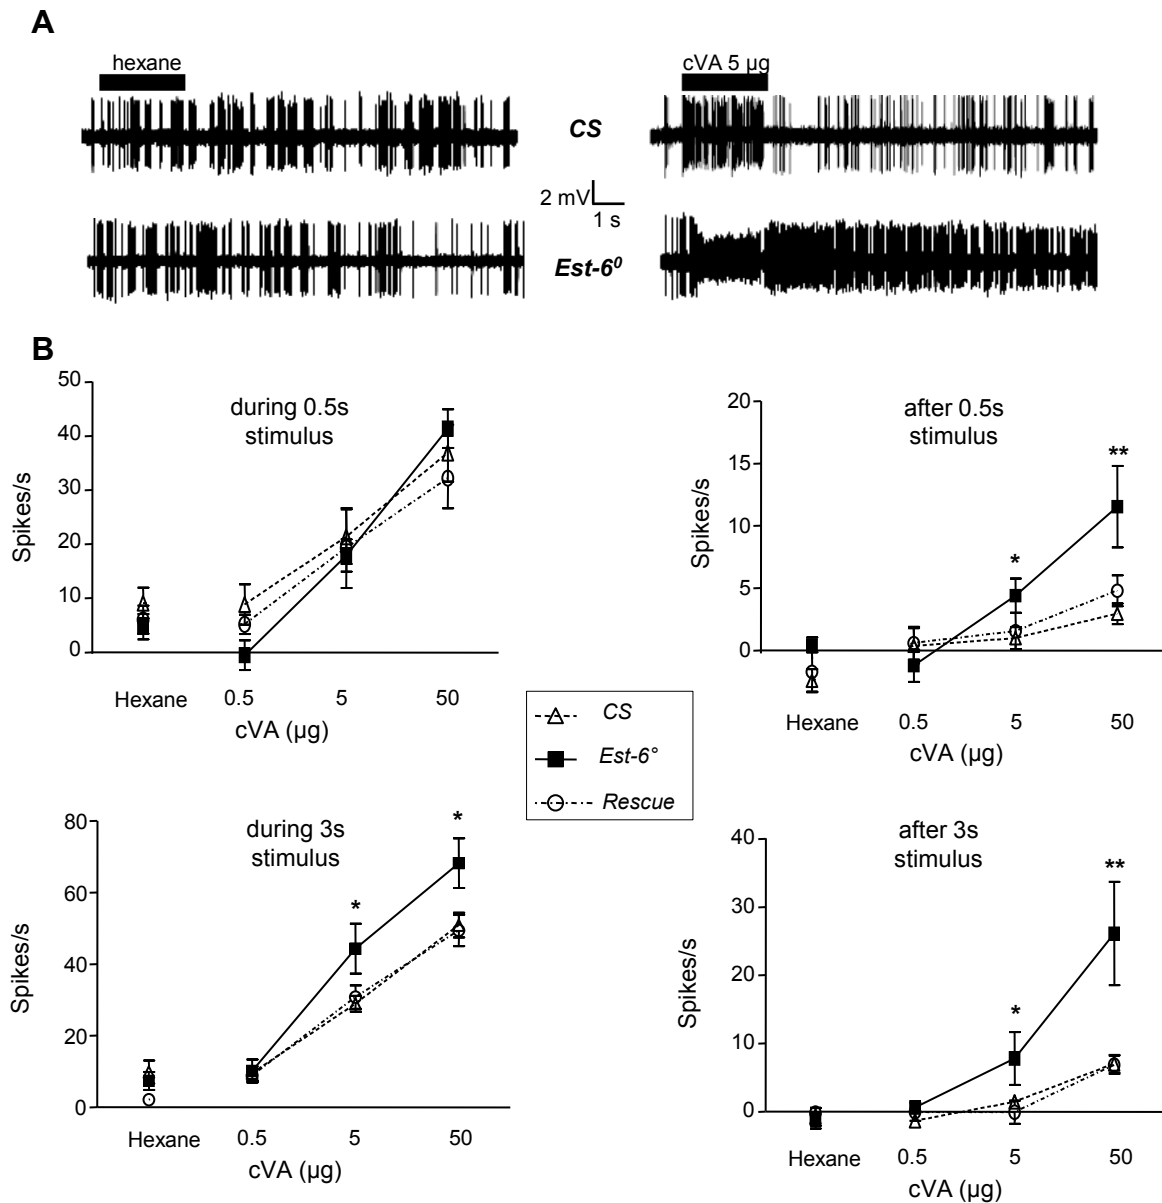 A
hexane
cVA 5 µg
CS
2 mV
1 s
Est-6⁰
B
during 0.5s
stimulus
50
40
30
20
10
0
Spikes/s
Hexane
0.5
5
50
cVA (µg)
after 0.5s
stimulus
20
15
10
5
0
Spikes/s
*
**
Hexane
0.5
5
50
cVA (µg)
CS
Est-6°
Rescue
during 3s
stimulus
80
60
40
20
0
Spikes/s
*
*
Hexane
0.5
5
50
cVA (µg)
after 3s
stimulus
40
30
20
10
0
Spikes/s
*
**
Hexane
0.5
5
50
cVA (µg)